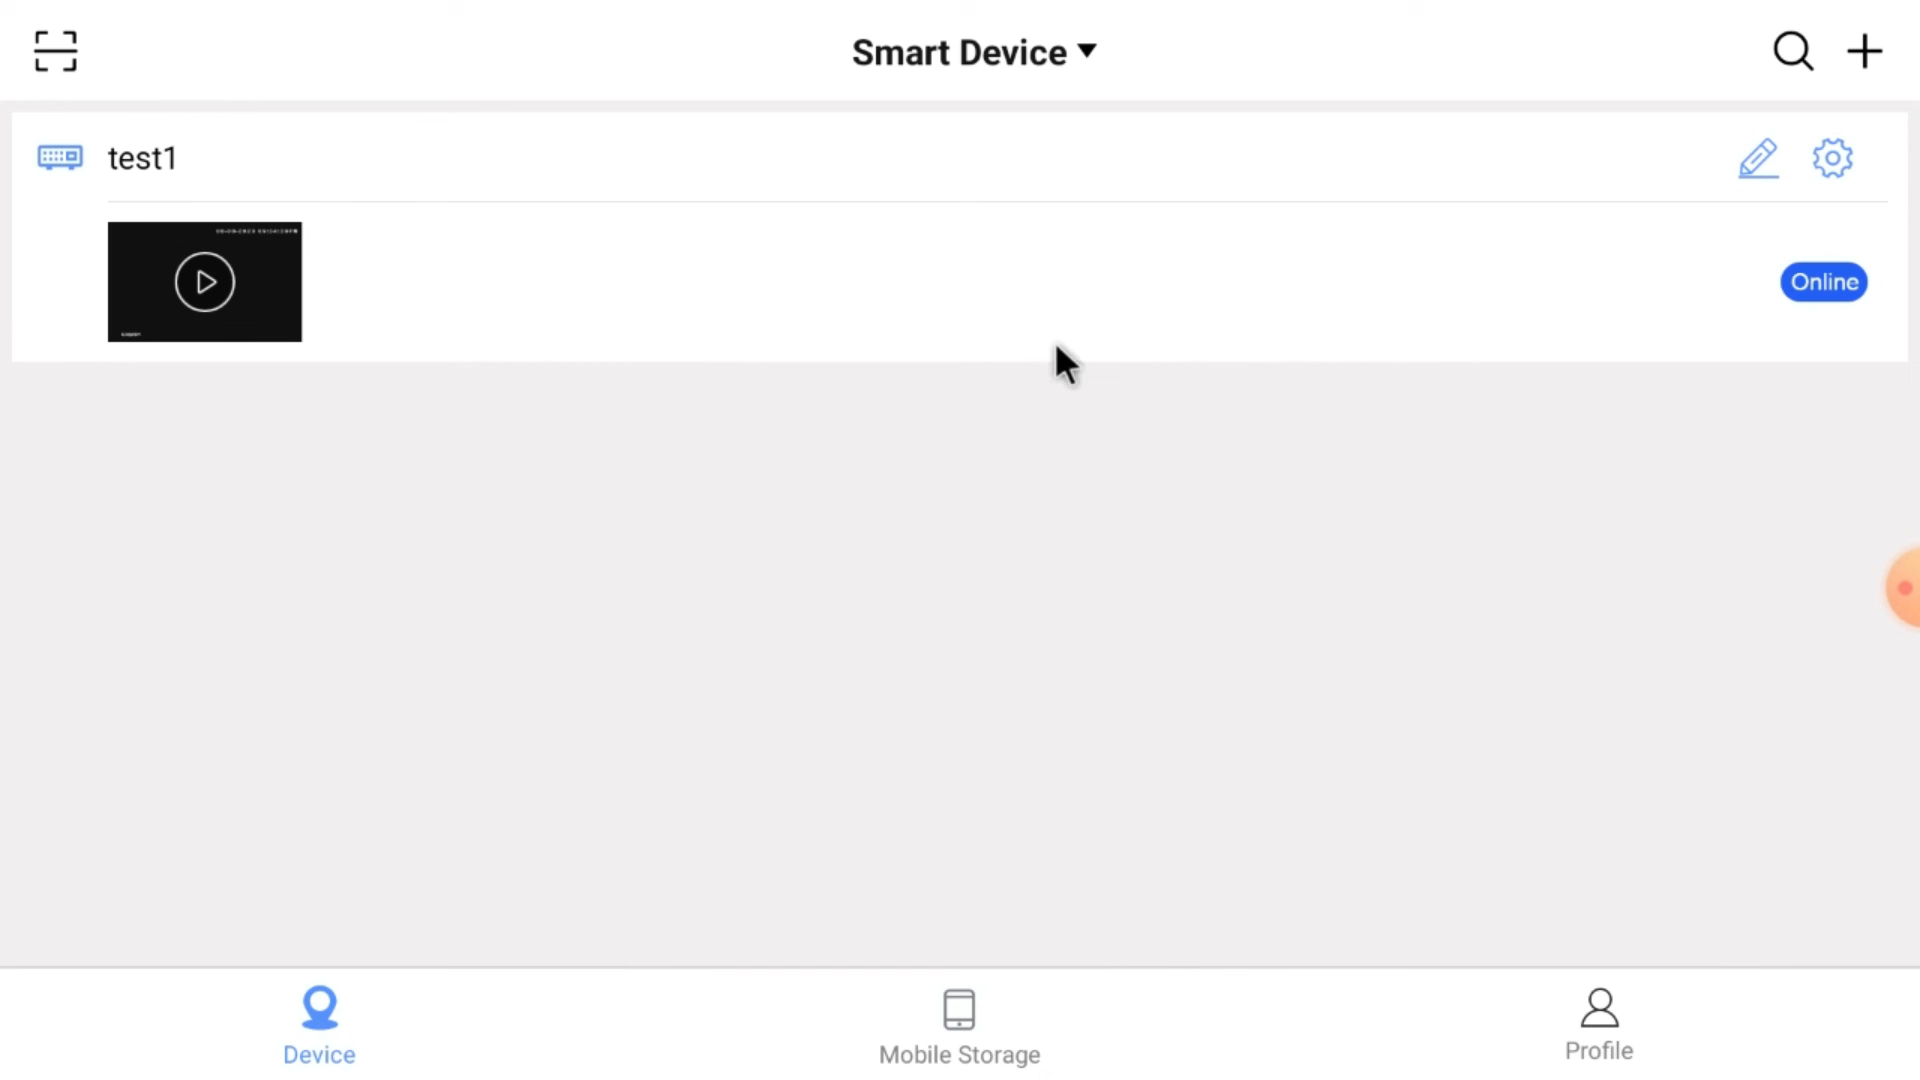 Smart Device
test1
Online
Device
Mobile Storage
Profile